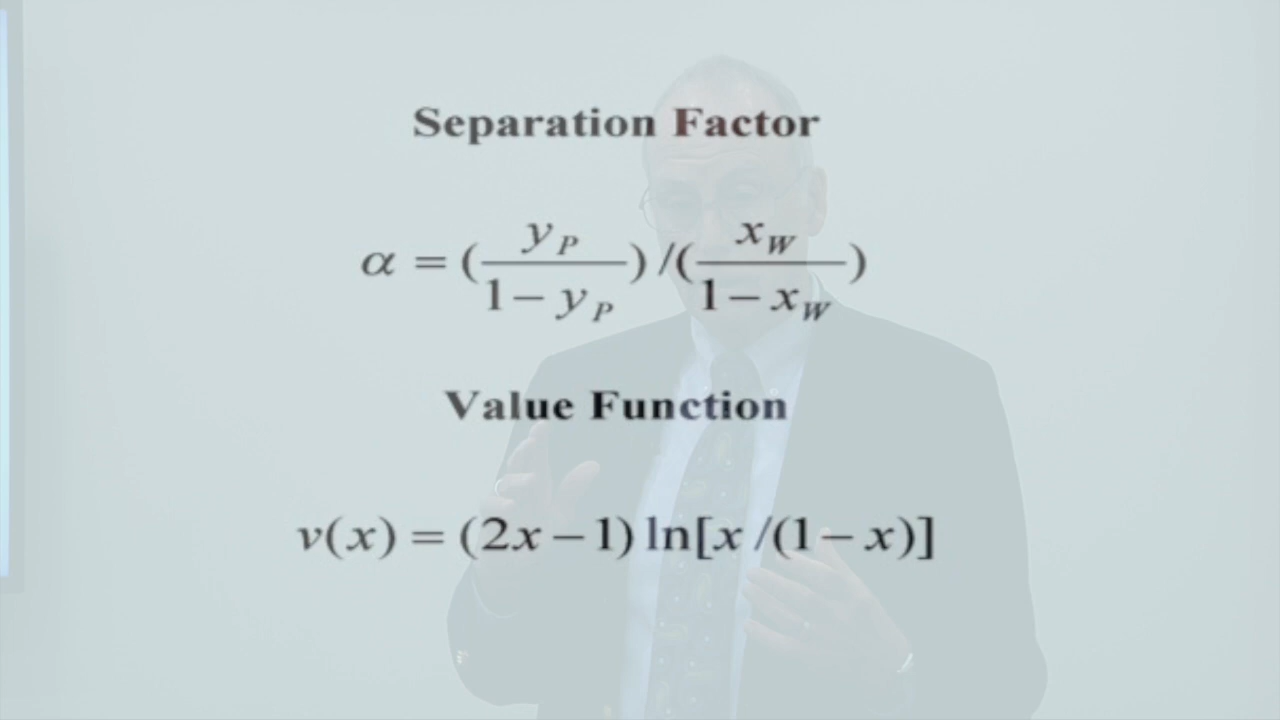 Separation Factor
α = (y_P / 1 − y_P) / (x_W / 1 − x_W)
Value Function
v(x) = (2x − 1) ln[x /(1 − x)]